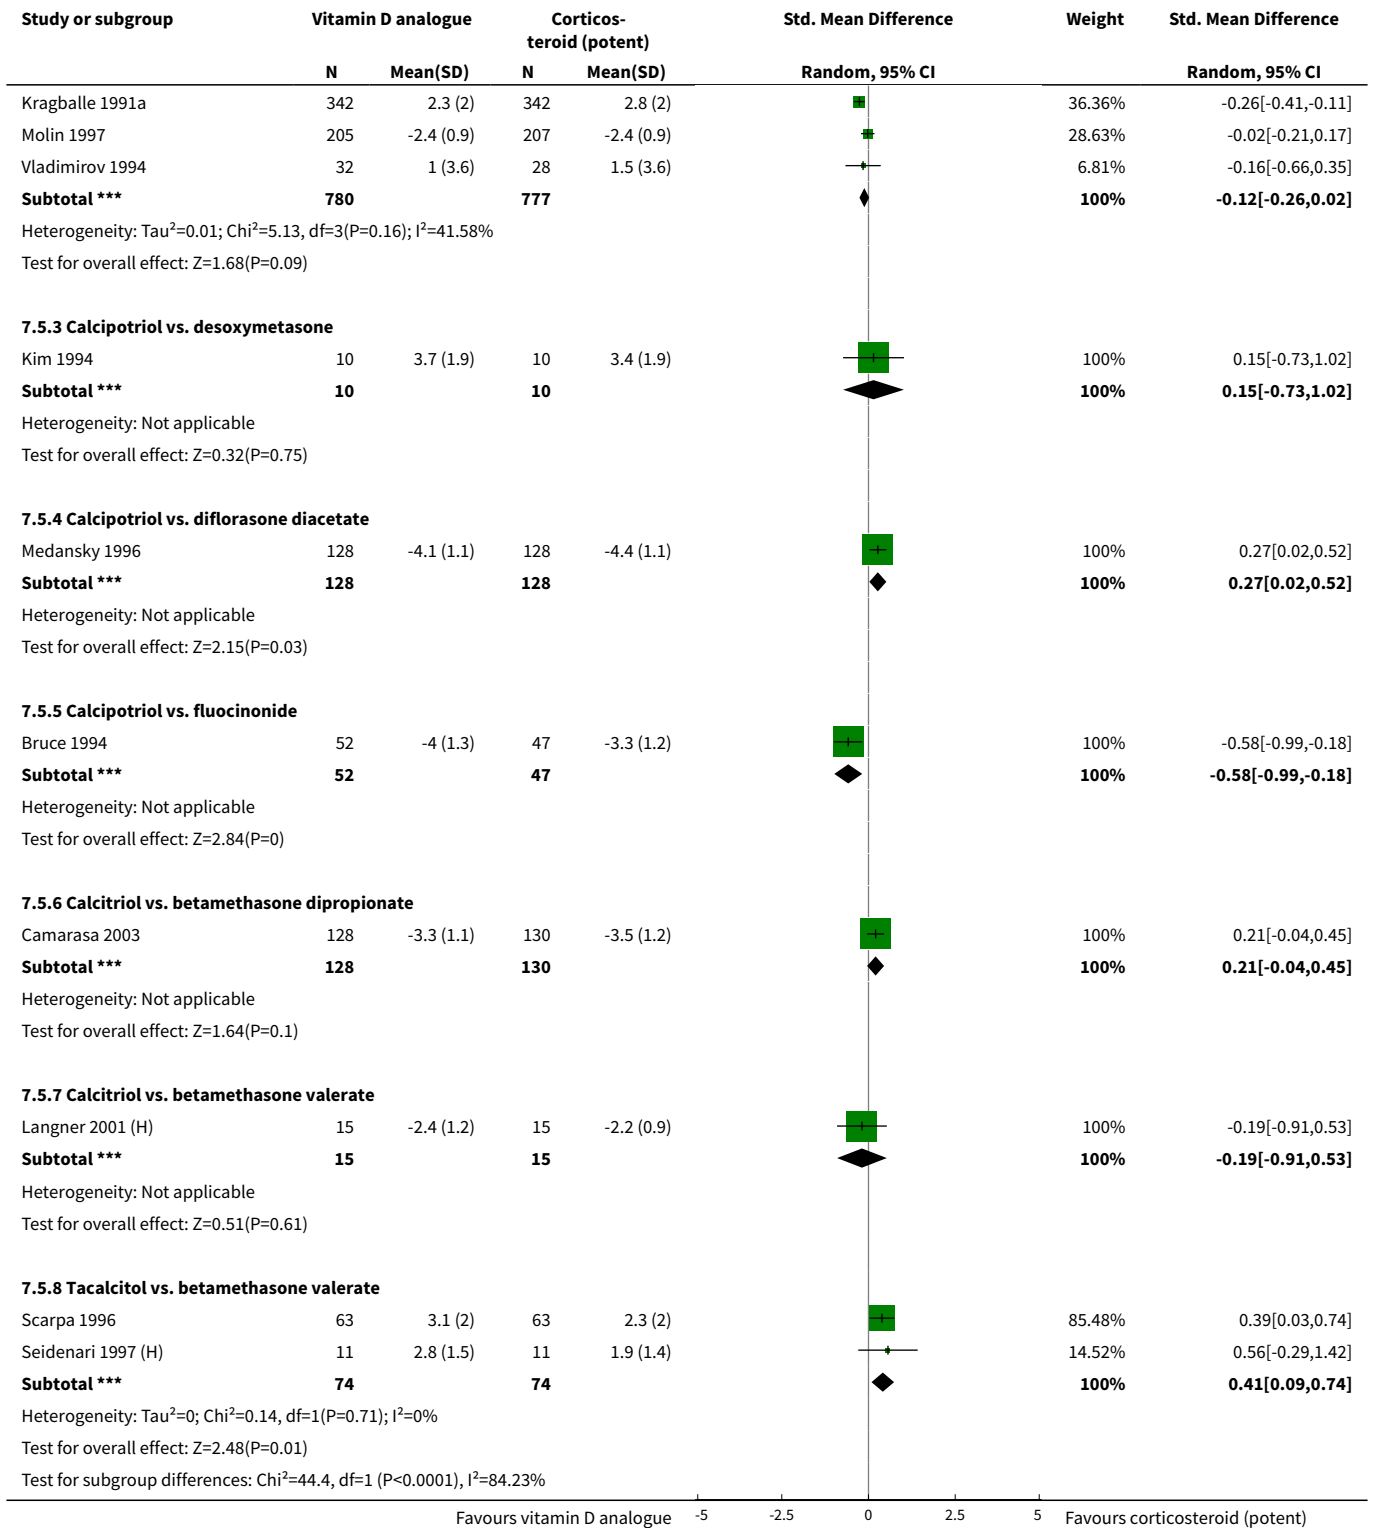 Study or subgroup Vitamin D analogue Corticos- Std. Mean Difference Weight Std. Mean Difference
teroid (potent)
N Mean(SD) N Mean(SD) Random, 95% CI Random, 95% CI
Kragballe 1991a 342 2.3 (2) 342 2.8 (2) 36.36% -0.26[-0.41,-0.11]
Molin 1997 205 -2.4 (0.9) 207 -2.4 (0.9) 28.63% -0.02[-0.21,0.17]
Vladimirov 1994 32 1 (3.6) 28 1.5 (3.6) 6.81% -0.16[-0.66,0.35]
Subtotal *** 780 777 100% -0.12[-0.26,0.02]
Heterogeneity: Tau²=0.01; Chi²=5.13, df=3(P=0.16); I²=41.58%
Test for overall effect: Z=1.68(P=0.09)
7.5.3 Calcipotriol vs. desoxymetasone
Kim 1994 10 3.7 (1.9) 10 3.4 (1.9) 100% 0.15[-0.73,1.02]
Subtotal *** 10 10 100% 0.15[-0.73,1.02]
Heterogeneity: Not applicable
Test for overall effect: Z=0.32(P=0.75)
7.5.4 Calcipotriol vs. diflorasone diacetate
Medansky 1996 128 -4.1 (1.1) 128 -4.4 (1.1) 100% 0.27[0.02,0.52]
Subtotal *** 128 128 100% 0.27[0.02,0.52]
Heterogeneity: Not applicable
Test for overall effect: Z=2.15(P=0.03)
7.5.5 Calcipotriol vs. fluocinonide
Bruce 1994 52 -4 (1.3) 47 -3.3 (1.2) 100% -0.58[-0.99,-0.18]
Subtotal *** 52 47 100% -0.58[-0.99,-0.18]
Heterogeneity: Not applicable
Test for overall effect: Z=2.84(P=0)
7.5.6 Calcitriol vs. betamethasone dipropionate
Camarasa 2003 128 -3.3 (1.1) 130 -3.5 (1.2) 100% 0.21[-0.04,0.45]
Subtotal *** 128 130 100% 0.21[-0.04,0.45]
Heterogeneity: Not applicable
Test for overall effect: Z=1.64(P=0.1)
7.5.7 Calcitriol vs. betamethasone valerate
Langner 2001 (H) 15 -2.4 (1.2) 15 -2.2 (0.9) 100% -0.19[-0.91,0.53]
Subtotal *** 15 15 100% -0.19[-0.91,0.53]
Heterogeneity: Not applicable
Test for overall effect: Z=0.51(P=0.61)
7.5.8 Tacalcitol vs. betamethasone valerate
Scarpa 1996 63 3.1 (2) 63 2.3 (2) 85.48% 0.39[0.03,0.74]
Seidenari 1997 (H) 11 2.8 (1.5) 11 1.9 (1.4) 14.52% 0.56[-0.29,1.42]
Subtotal *** 74 74 100% 0.41[0.09,0.74]
Heterogeneity: Tau²=0; Chi²=0.14, df=1(P=0.71); I²=0%
Test for overall effect: Z=2.48(P=0.01)
Test for subgroup differences: Chi²=44.4, df=1 (P<0.0001), I²=84.23%
Favours vitamin D analogue -5 -2.5 0 2.5 5 Favours corticosteroid (potent)